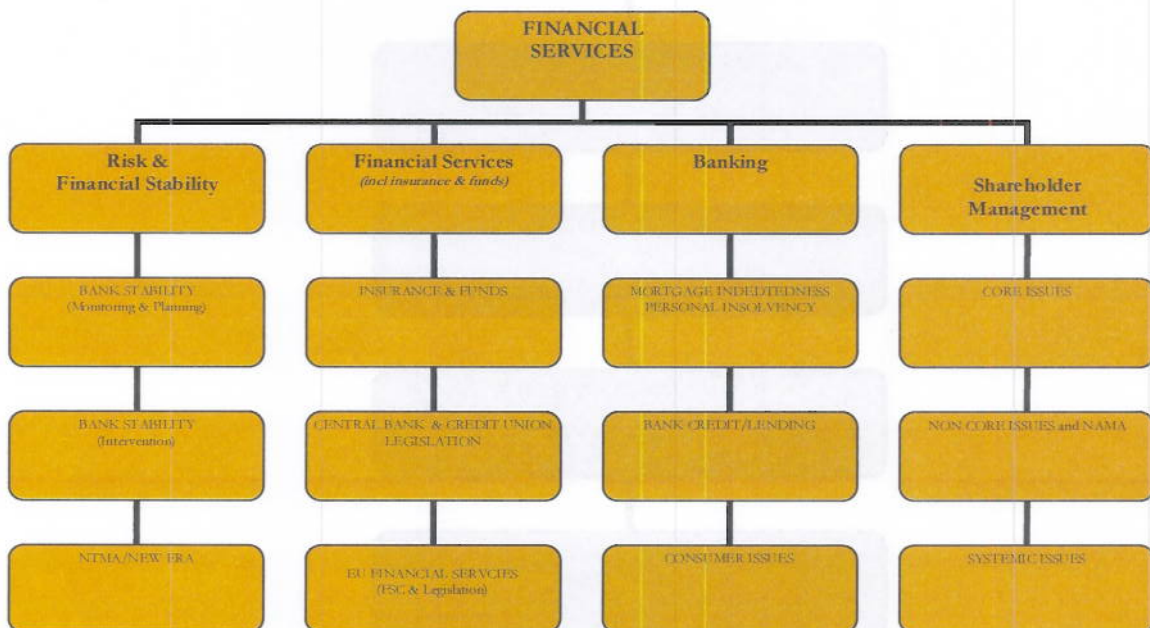 FINANCIAL
SERVICES
Risk &
Financial Stability
Financial Services
(incl insurance & funds)
Banking
Shareholder
Management
BANK STABILITY
(Monitoring & Planning)
INSURANCE & FUNDS
MORTGAGE INDEDTEDNESS
PERSONAL INSOLVENCY
CORE ISSUES
BANK STABILITY
(Intervention)
CENTRAL BANK & CREDIT UNION
LEGISLATION
BANK CREDIT/LENDING
NON CORE ISSUES and NAMA
NTMA/NEW ERA
EU FINANCIAL SERVCIES
(FSC & Legislation)
CONSUMER ISSUES
SYSTEMIC ISSUES